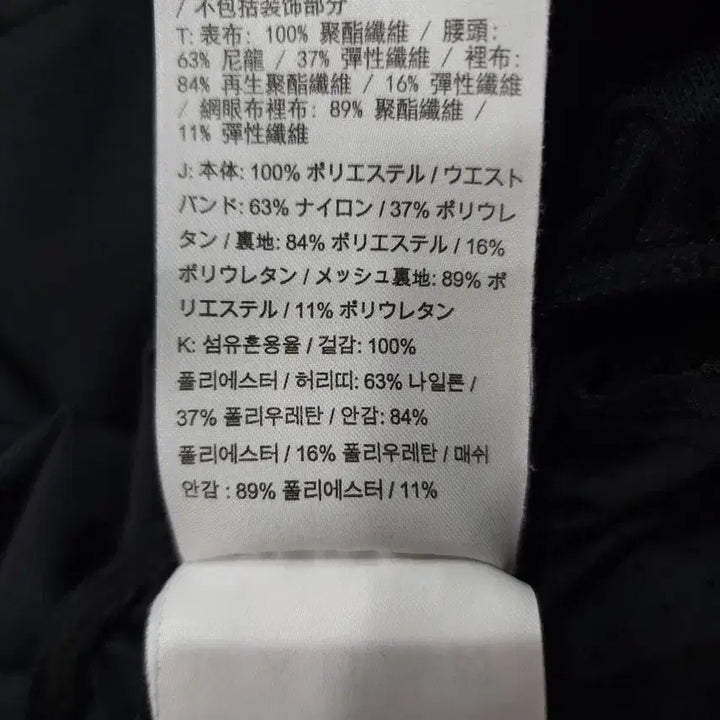 / 不包括装饰部分
T: 表布: 100% 聚酯纖維 / 腰頭:
63% 尼龍 / 37% 彈性纖維 / 裡布:
84% 再生聚酯纖維 / 16% 彈性纖維
/ 網眼布裡布: 89% 聚酯纖維 /
11% 彈性纖維
J: 本体: 100% ポリエステル / ウエスト
バンド: 63% ナイロン / 37% ポリウレ
タン / 裏地: 84% ポリエステル / 16%
ポリウレタン / メッシュ裏地: 89% ポ
リエステル / 11% ポリウレタン
K: 섬유혼용율 / 겉감: 100%
폴리에스터 / 허리띠: 63% 나일론 /
37% 폴리우레탄 / 안감: 84%
폴리에스터 / 16% 폴리우레탄 / 매쉬
안감 : 89% 폴리에스터 / 11%